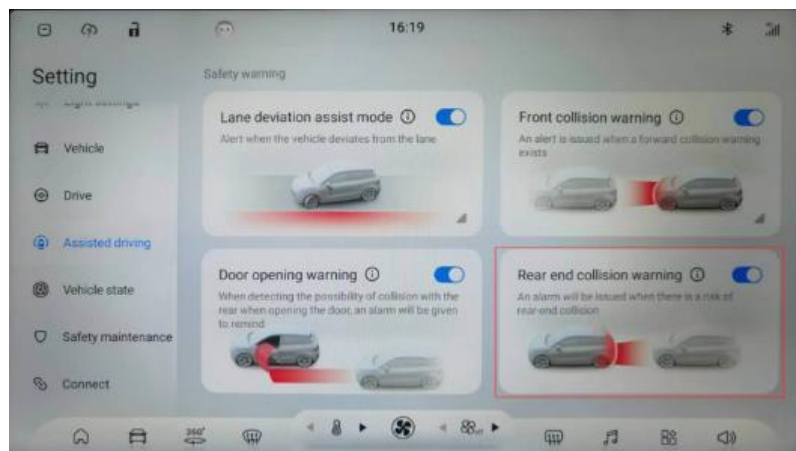 16:19
Setting
Safety warning
Light settings
Vehicle
Drive
Assisted driving
Vehicle state
Safety maintenance
Connect
Lane deviation assist mode
Alert when the vehicle deviates from the lane
Front collision warning
An alert is issued when a forward collision warning
exists
Door opening warning
When detecting the possibility of collision with the
rear when opening the door, an alarm will be given
to remind
Rear end collision warning
An alarm will be issued when there is a risk of
rear-end collision
360°
off